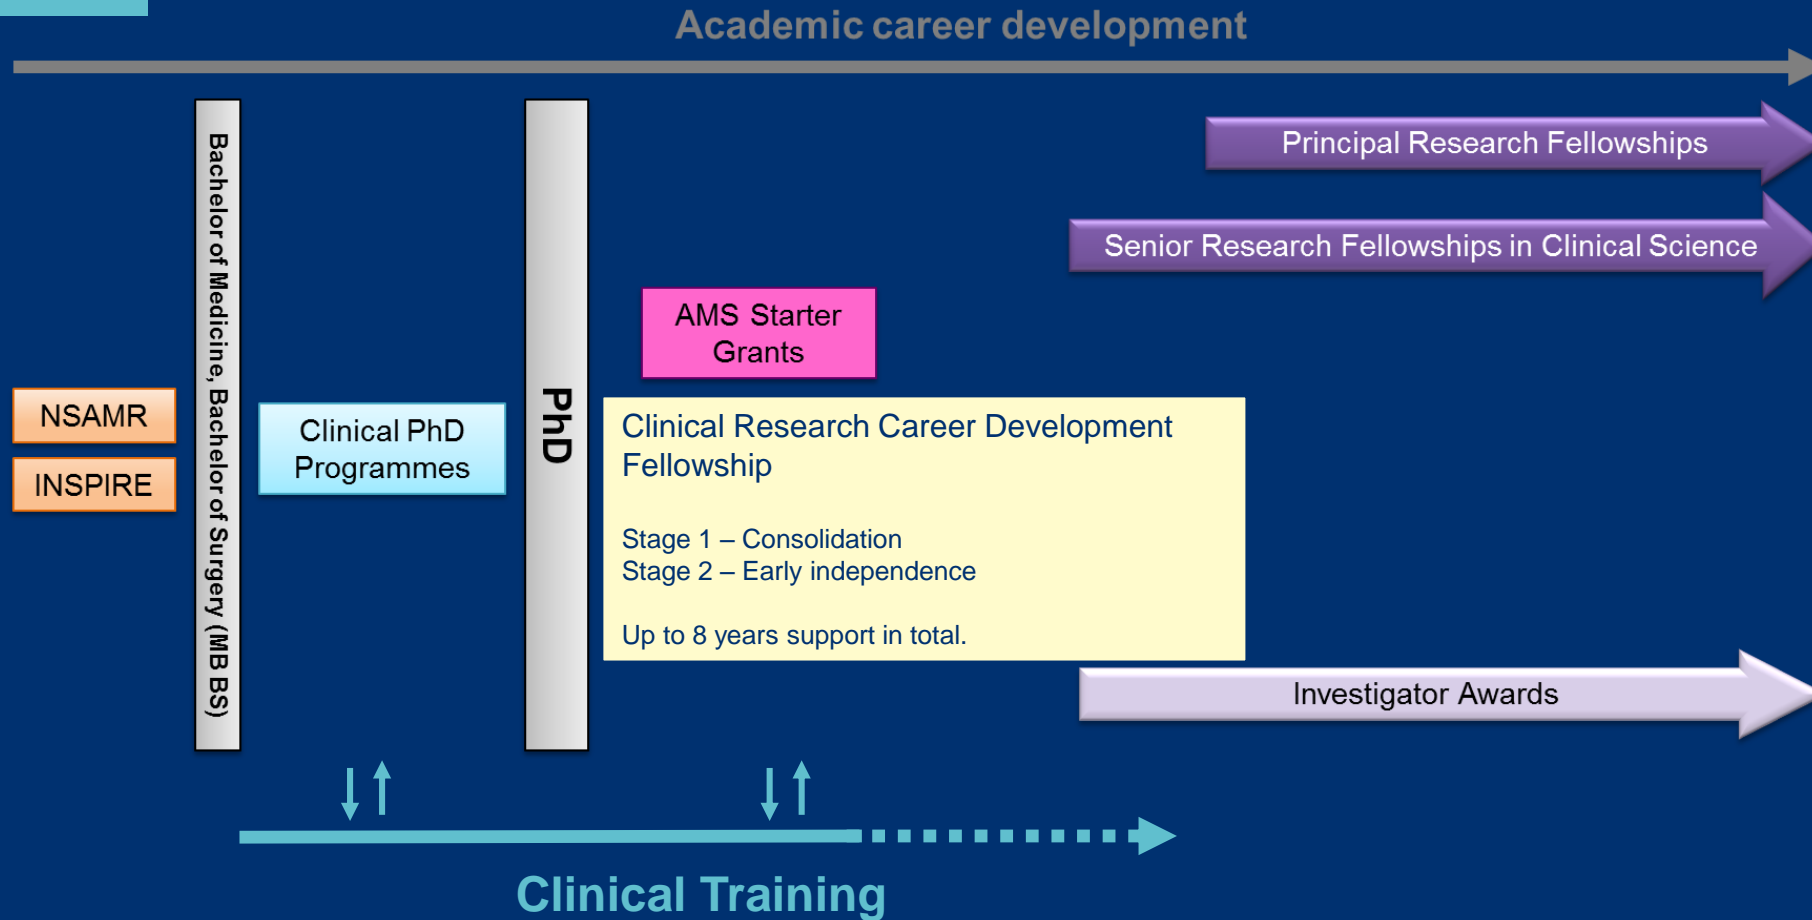 Academic career development
Principal Research Fellowships
Senior Research Fellowships in Clinical Science
AMS Starter
Grants
NSAMR
INSPIRE
Bachelor of Medicine, Bachelor of Surgery (MB BS)
Clinical PhD
Programmes
PhD
Clinical Research Career Development
Fellowship
Stage 1 – Consolidation
Stage 2 – Early independence
Up to 8 years support in total.
Investigator Awards
Clinical Training